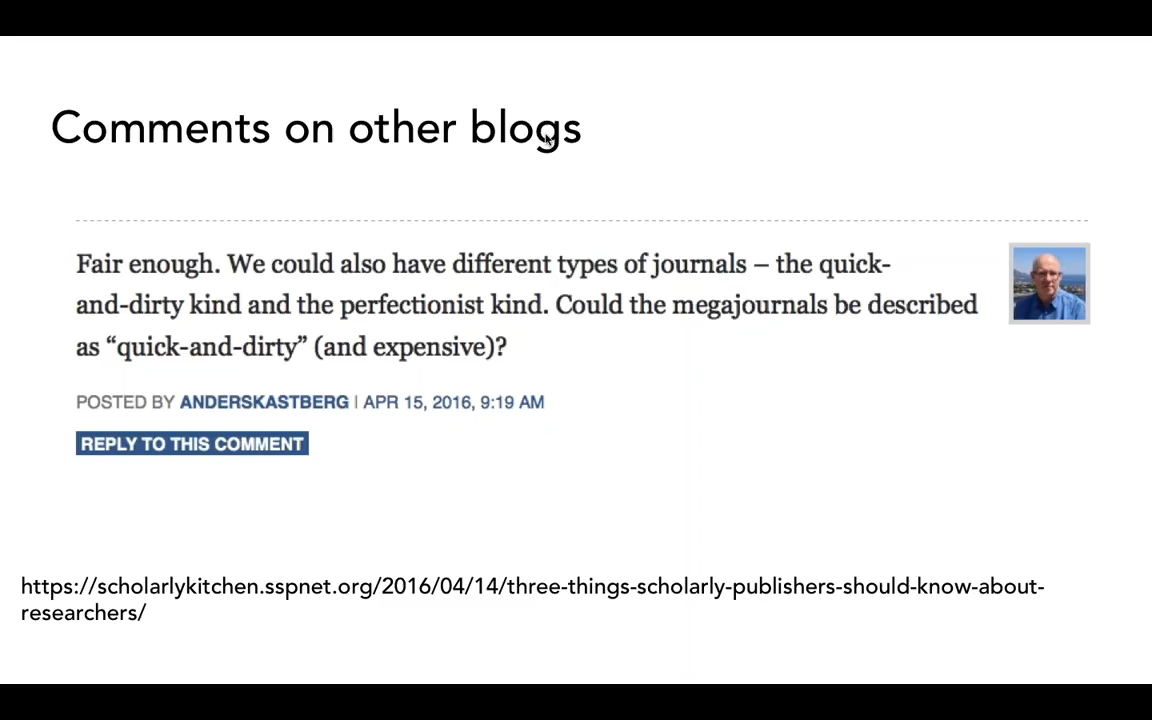 Comments on other blogs
Fair enough. We could also have different types of journals – the quick-
and-dirty kind and the perfectionist kind. Could the megajournals be described
as “quick-and-dirty” (and expensive)?
POSTED BY ANDERSKASTBERG | APR 15, 2016, 9:19 AM
REPLY TO THIS COMMENT
https://scholarlykitchen.sspnet.org/2016/04/14/three-things-scholarly-publishers-should-know-about-
researchers/